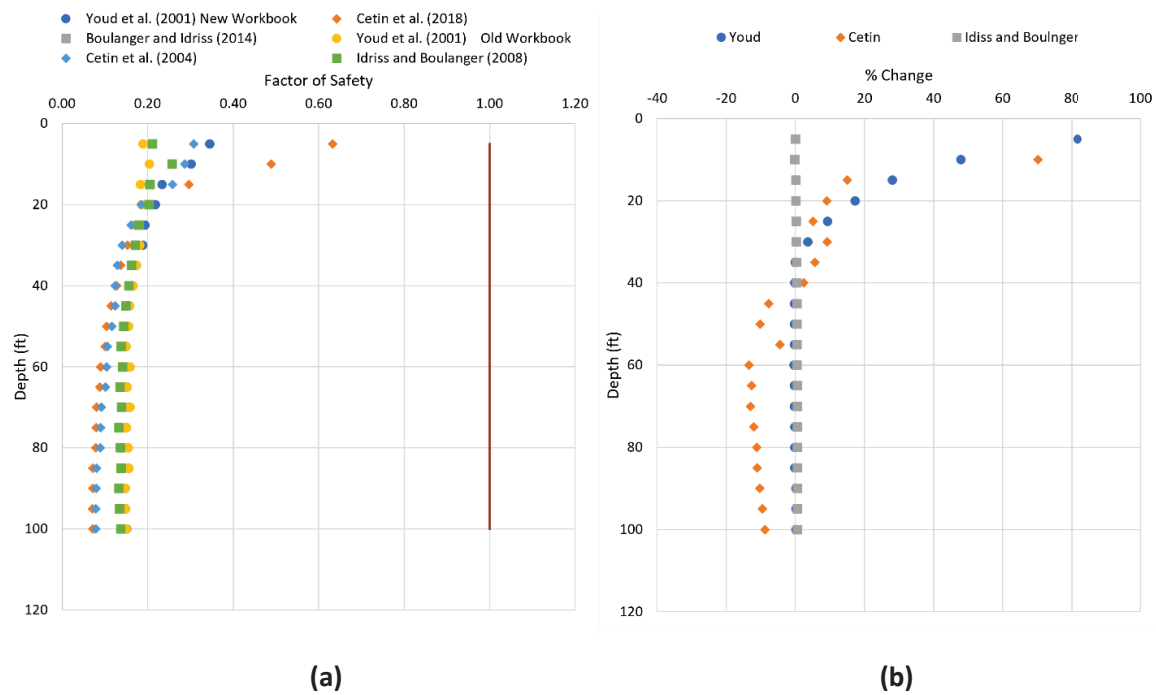 Youd et al. (2001) New Workbook
Cetin et al. (2018)
Boulanger and Idriss (2014)
Youd et al. (2001) Old Workbook
Cetin et al. (2004)
Idriss and Boulanger (2008)
Factor of Safety
0.00 0.20 0.40 0.60 0.80 1.00 1.20
0
20
40
60
80
100
120
Depth (ft)
(a)
Youd Cetin Idiss and Boulnger
% Change
-40 -20 0 20 40 60 80 100
0
20
40
60
80
100
120
Depth (ft)
(b)